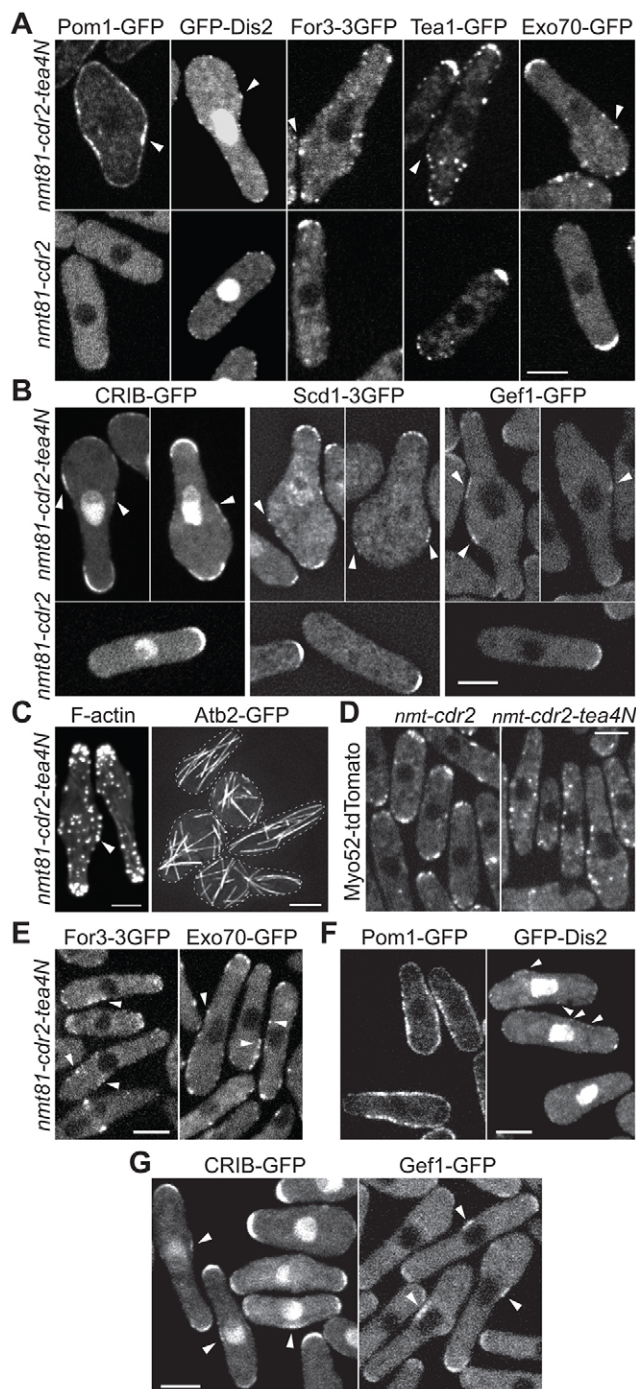 A
Pom1-GFP GFP-Dis2 For3-3GFP Tea1-GFP Exo70-GFP
nmt81-cdr2-tea4N
nmt81-cdr2
B
CRIB-GFP Scd1-3GFP Gef1-GFP
nmt81-cdr2-tea4N
nmt81-cdr2
C
F-actin Atb2-GFP
nmt81-cdr2-tea4N
D
nmt-cdr2 nmt-cdr2-tea4N
Myo52-tdTomato
E
For3-3GFP Exo70-GFP
nmt81-cdr2-tea4N
F
Pom1-GFP GFP-Dis2
G
CRIB-GFP Gef1-GFP